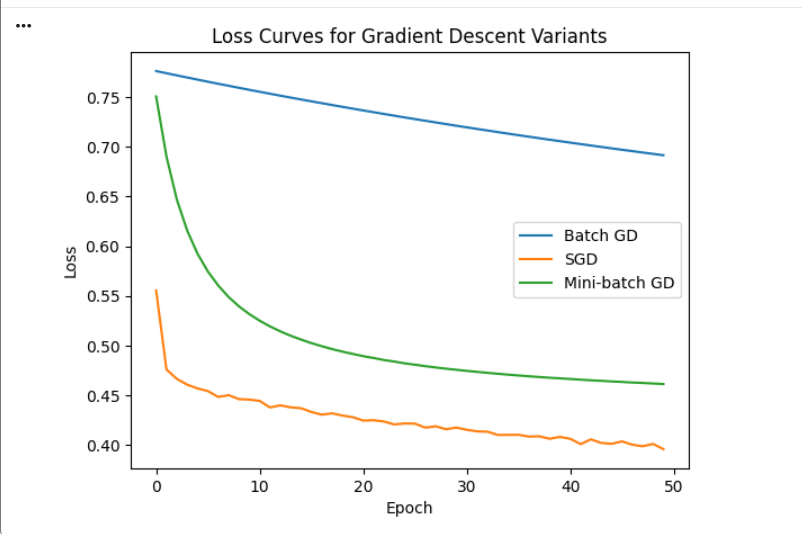 ...
Loss Curves for Gradient Descent Variants
0.75
0.70
0.65
0.60
0.55
0.50
0.45
0.40
Loss
Batch GD
SGD
Mini-batch GD
0 10 20 30 40 50
Epoch